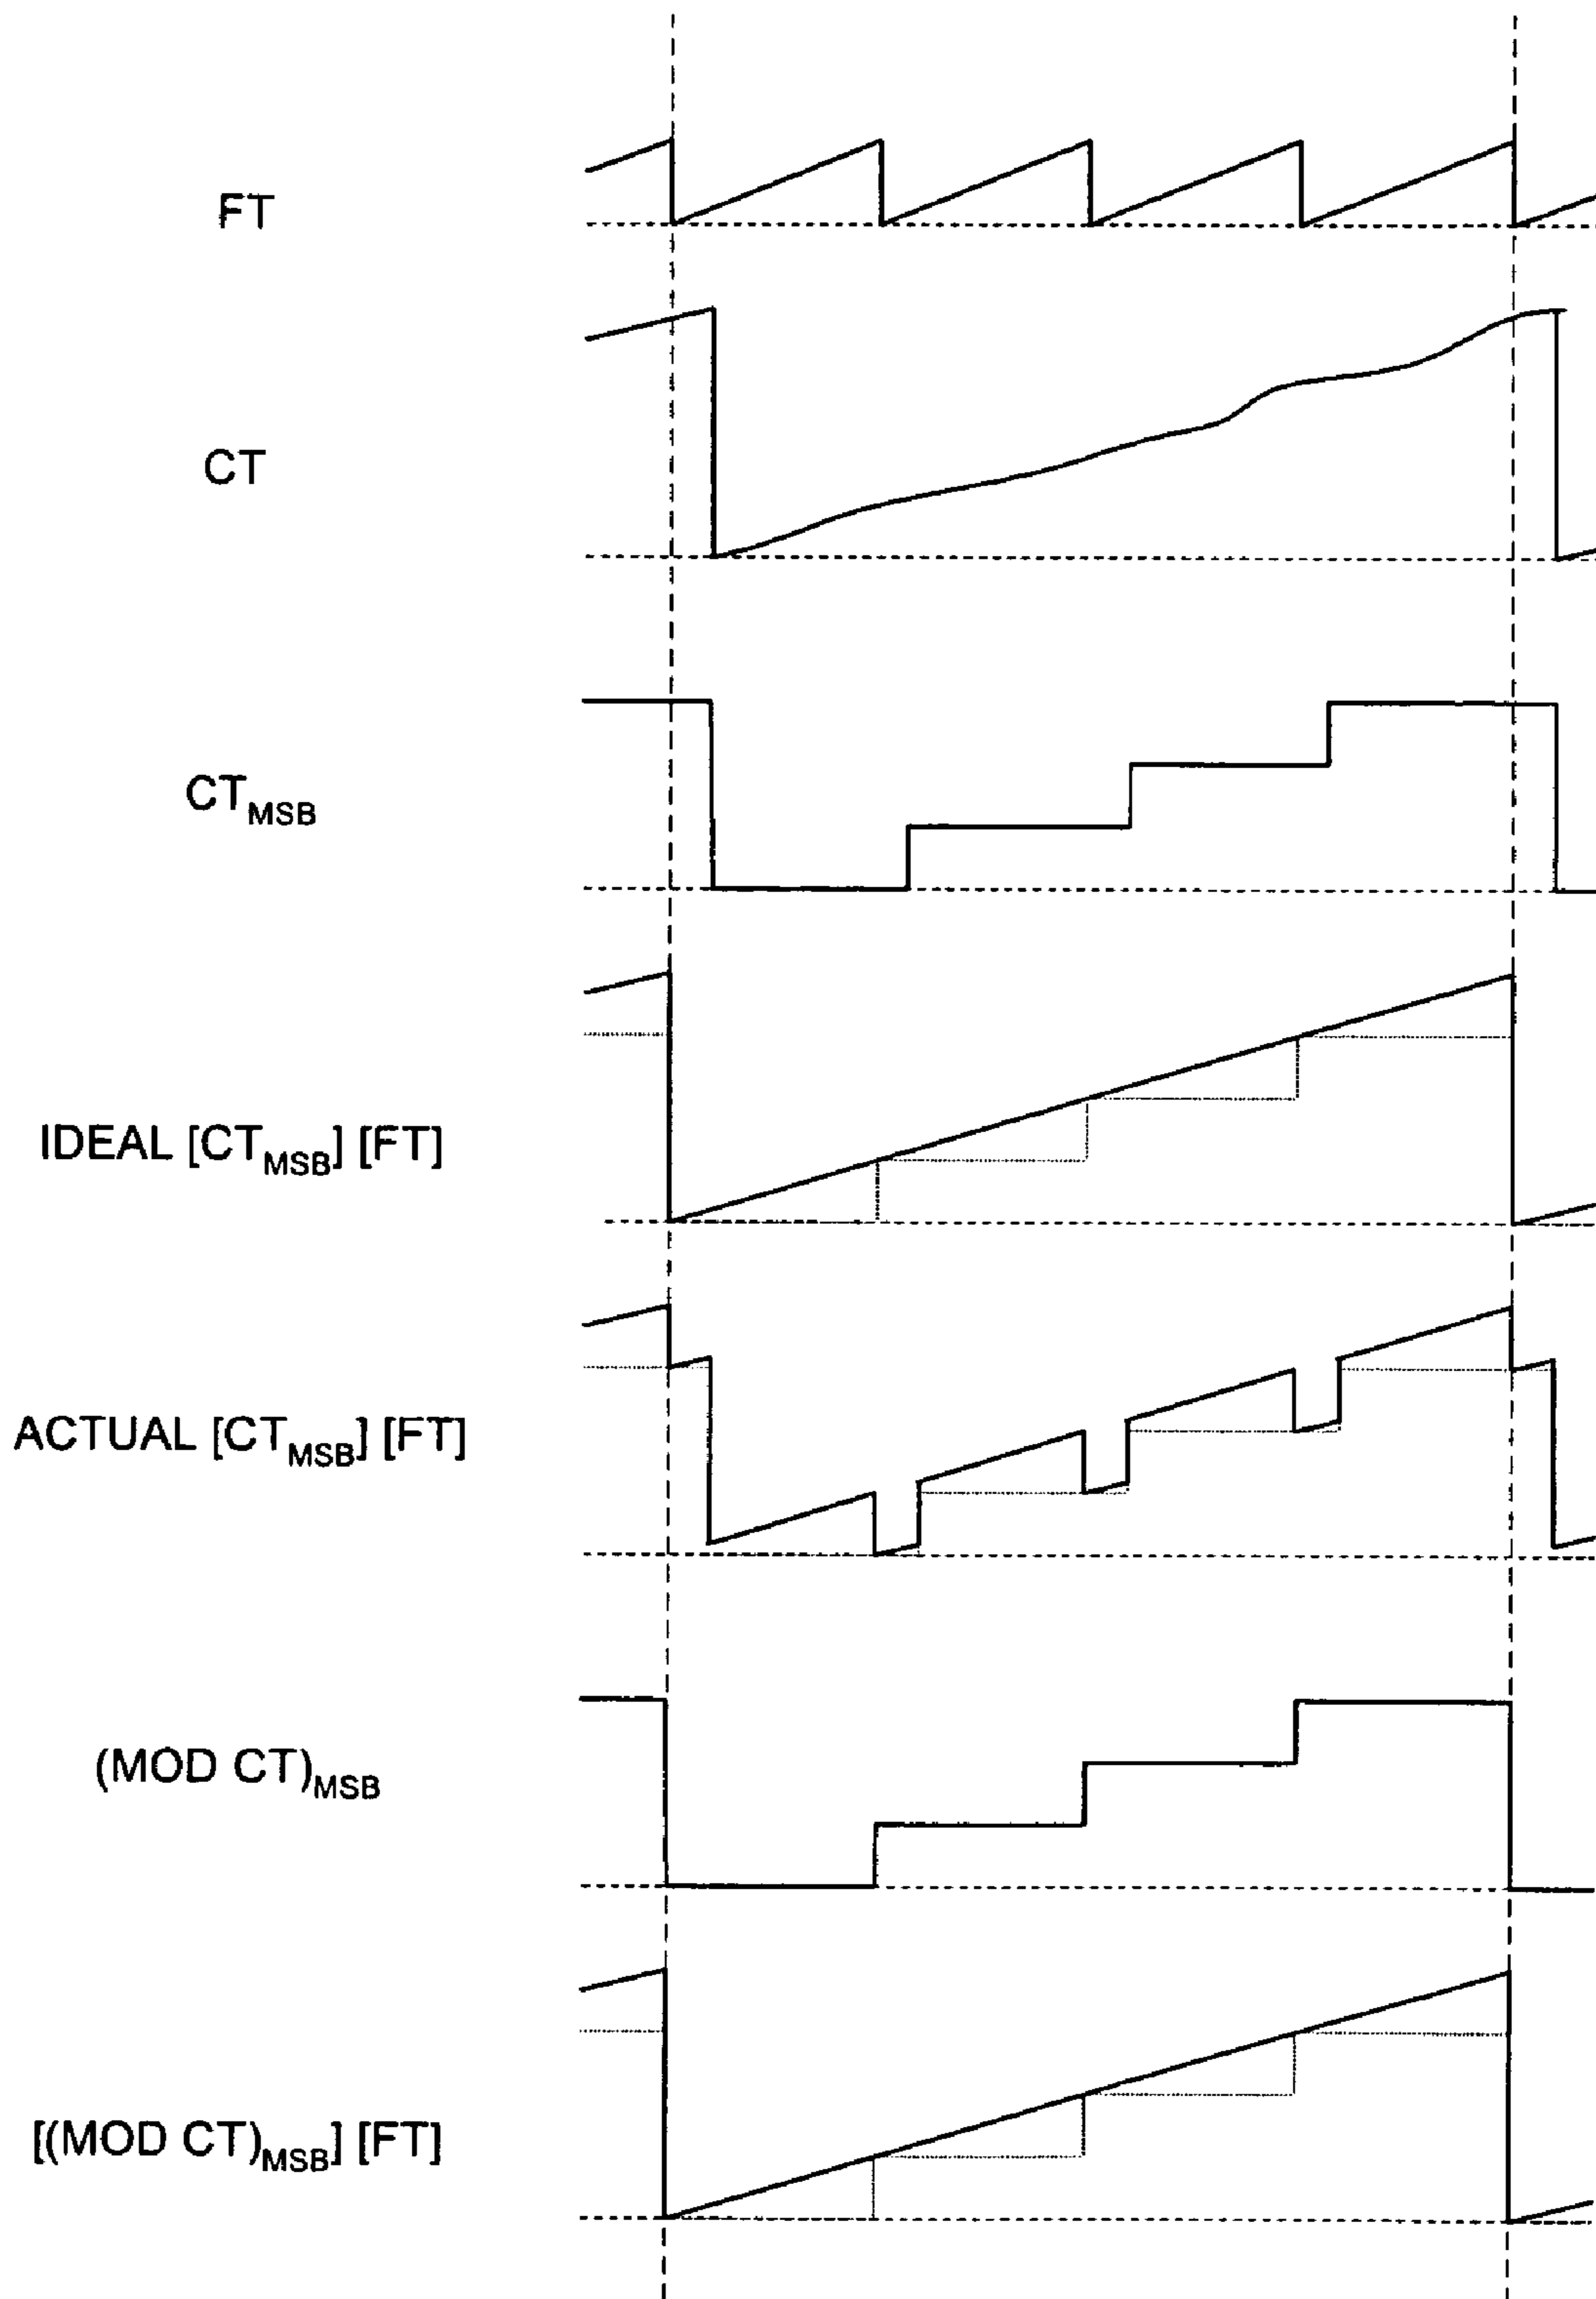 FT
CT
CT_MSB
IDEAL [CT_MSB] [FT]
ACTUAL [CT_MSB] [FT]
(MOD CT)_MSB
[(MOD CT)_MSB] [FT]